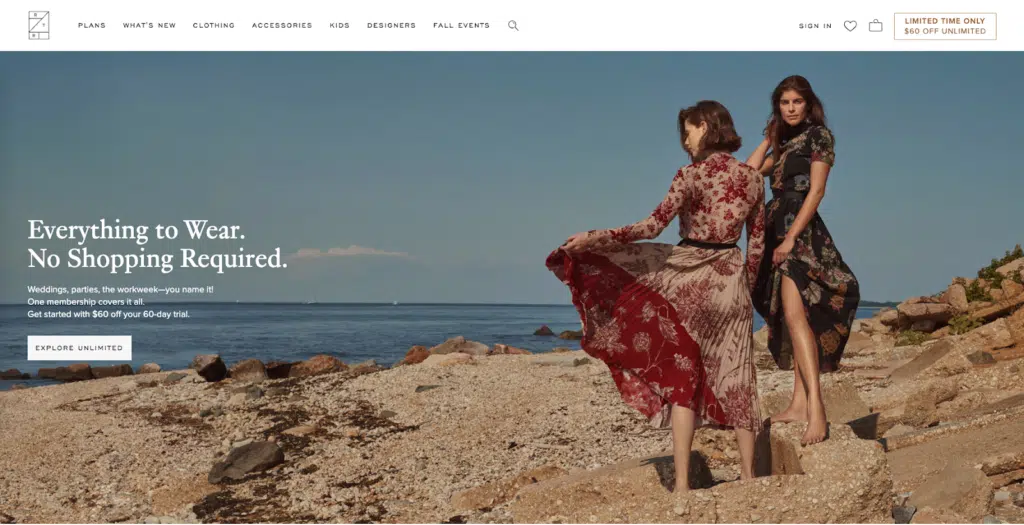 R
T
R
PLANS WHAT'S NEW CLOTHING ACCESSORIES KIDS DESIGNERS FALL EVENTS
SIGN IN
LIMITED TIME ONLY
$60 OFF UNLIMITED
Everything to Wear.
No Shopping Required.
Weddings, parties, the workweek—you name it!
One membership covers it all.
Get started with $60 off your 60-day trial.
EXPLORE UNLIMITED